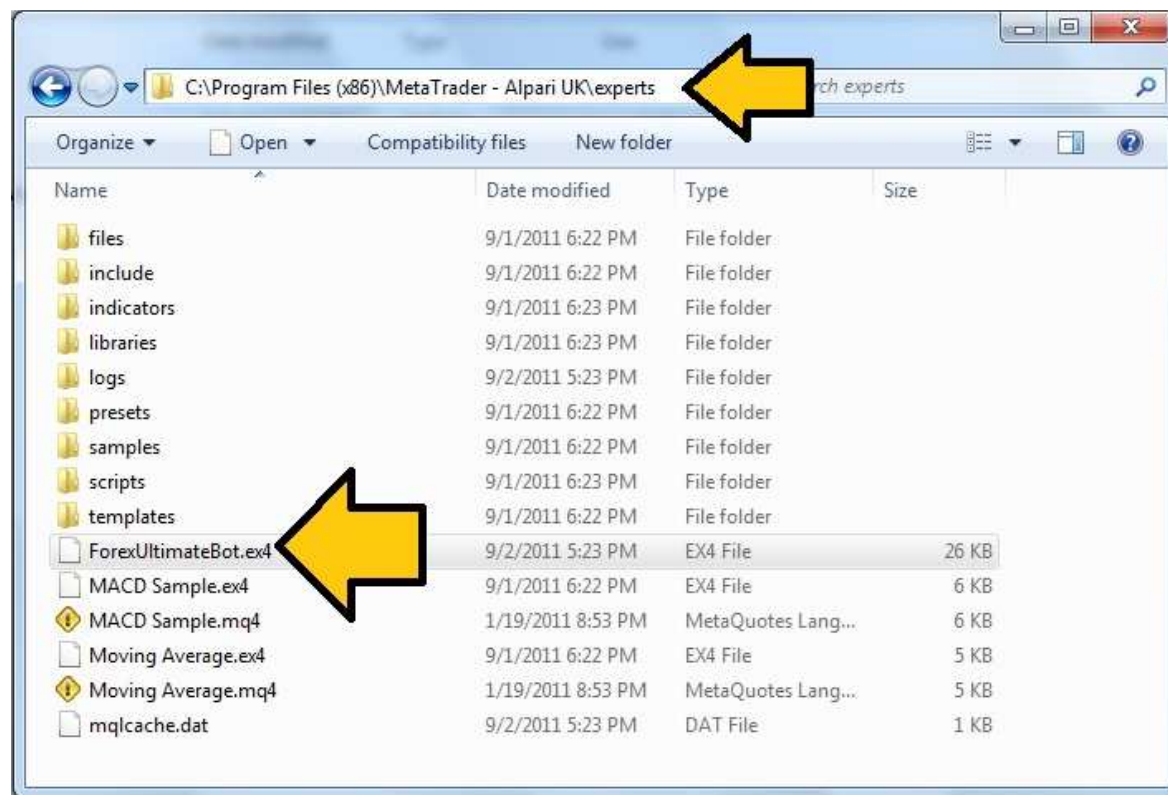 C:\Program Files (x86)\MetaTrader - Alpari UK\experts rch experts
Organize Open Compatibility files New folder
Name Date modified Type Size
files 9/1/2011 6:22 PM File folder
include 9/1/2011 6:22 PM File folder
indicators 9/1/2011 6:23 PM File folder
libraries 9/1/2011 6:23 PM File folder
logs 9/2/2011 5:23 PM File folder
presets 9/1/2011 6:22 PM File folder
samples 9/1/2011 6:22 PM File folder
scripts 9/1/2011 6:23 PM File folder
templates 9/1/2011 6:22 PM File folder
ForexUltimateBot.ex4 9/2/2011 5:23 PM EX4 File 26 KB
MACD Sample.ex4 9/1/2011 6:22 PM EX4 File 6 KB
MACD Sample.mq4 1/19/2011 8:53 PM MetaQuotes Lang... 6 KB
Moving Average.ex4 9/1/2011 6:22 PM EX4 File 5 KB
Moving Average.mq4 1/19/2011 8:53 PM MetaQuotes Lang... 5 KB
mqlcache.dat 9/2/2011 5:23 PM DAT File 1 KB